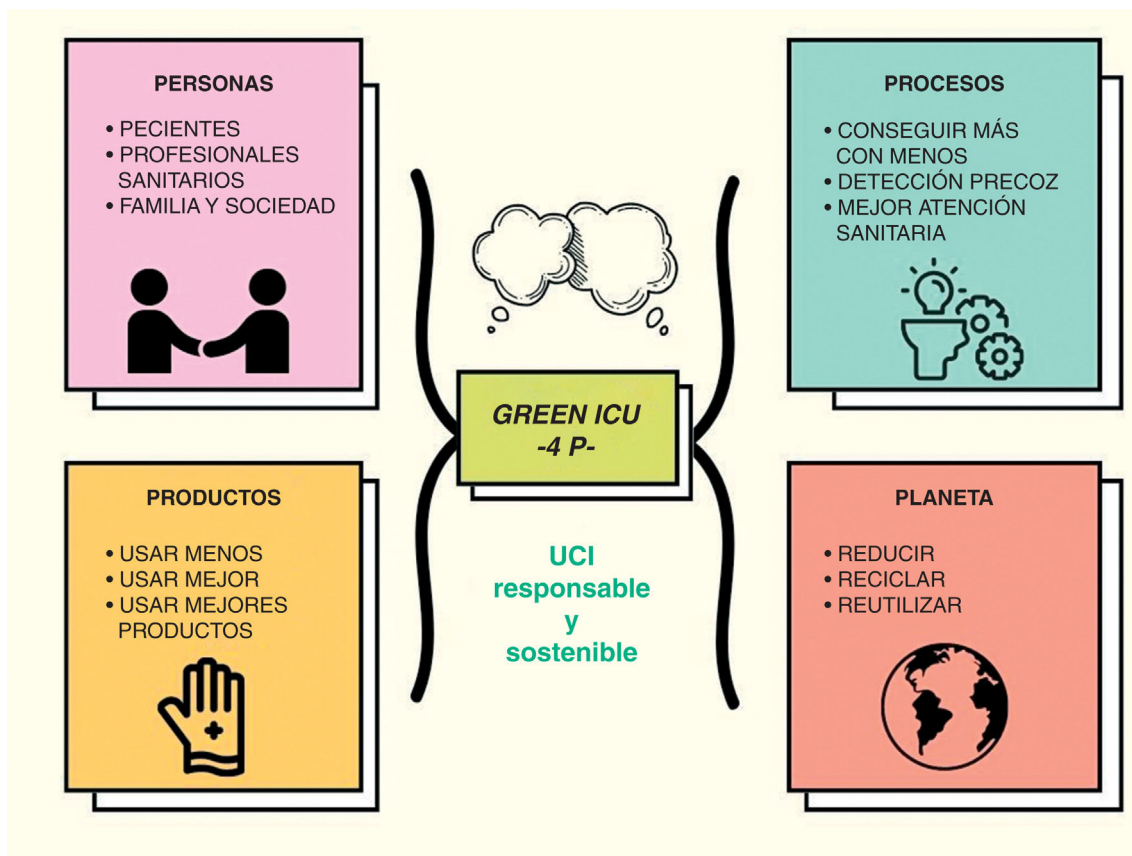 PERSONAS
• PECIENTES
• PROFESIONALES
SANITARIOS
• FAMILIA Y SOCIEDAD
PROCESOS
• CONSEGUIR MÁS
CON MENOS
• DETECCIÓN PRECOZ
• MEJOR ATENCIÓN
SANITARIA
GREEN ICU
-4 P-
UCI
responsable
y
sostenible
PRODUCTOS
• USAR MENOS
• USAR MEJOR
• USAR MEJORES
PRODUCTOS
PLANETA
• REDUCIR
• RECICLAR
• REUTILIZAR